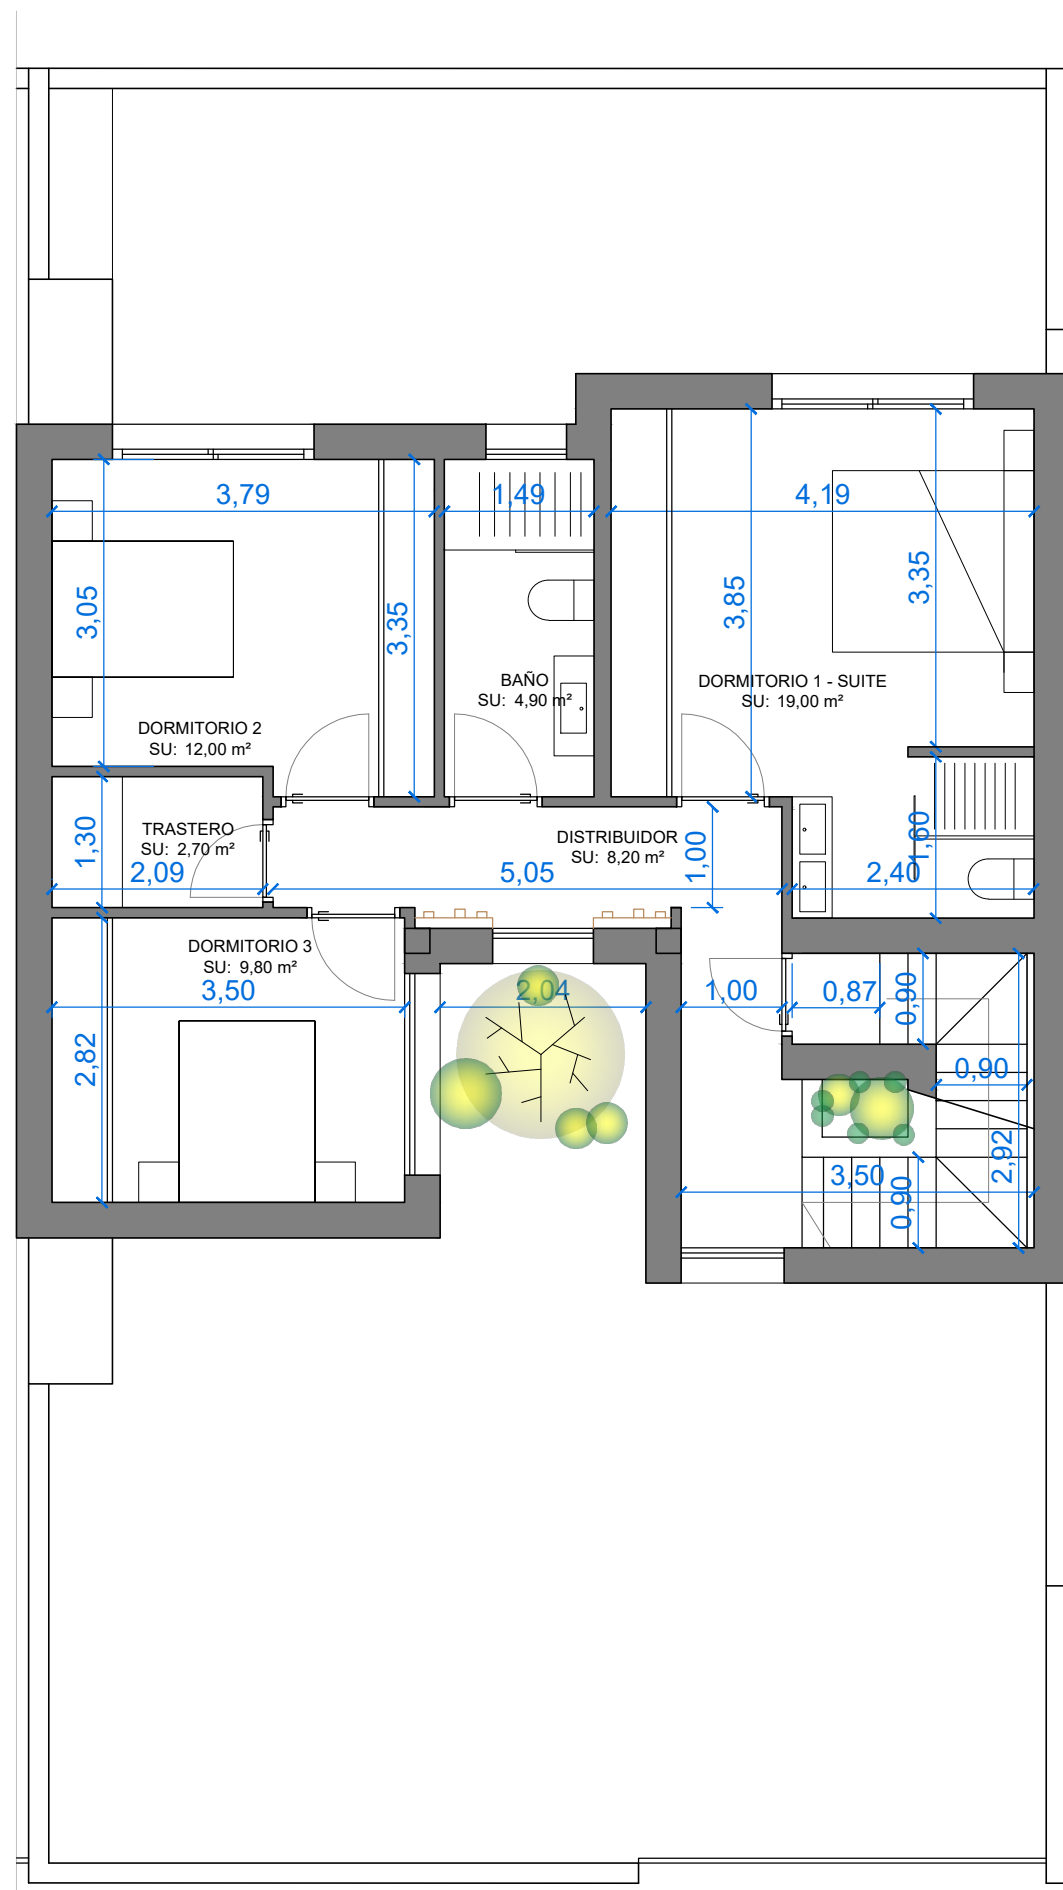 3,79
1,49
4,19
3,05
3,35
3,85
3,35
BAÑO
SU: 4,90 m²
DORMITORIO 1 - SUITE
SU: 19,00 m²
DORMITORIO 2
SU: 12,00 m²
1,30
TRASTERO
SU: 2,70 m²
2,09
DISTRIBUIDOR
SU: 8,20 m²
5,05
1,00
1,60
2,40
DORMITORIO 3
SU: 9,80 m²
3,50
2,04
1,00
0,87
0,90
2,82
0,90
2,92
3,50
0,90